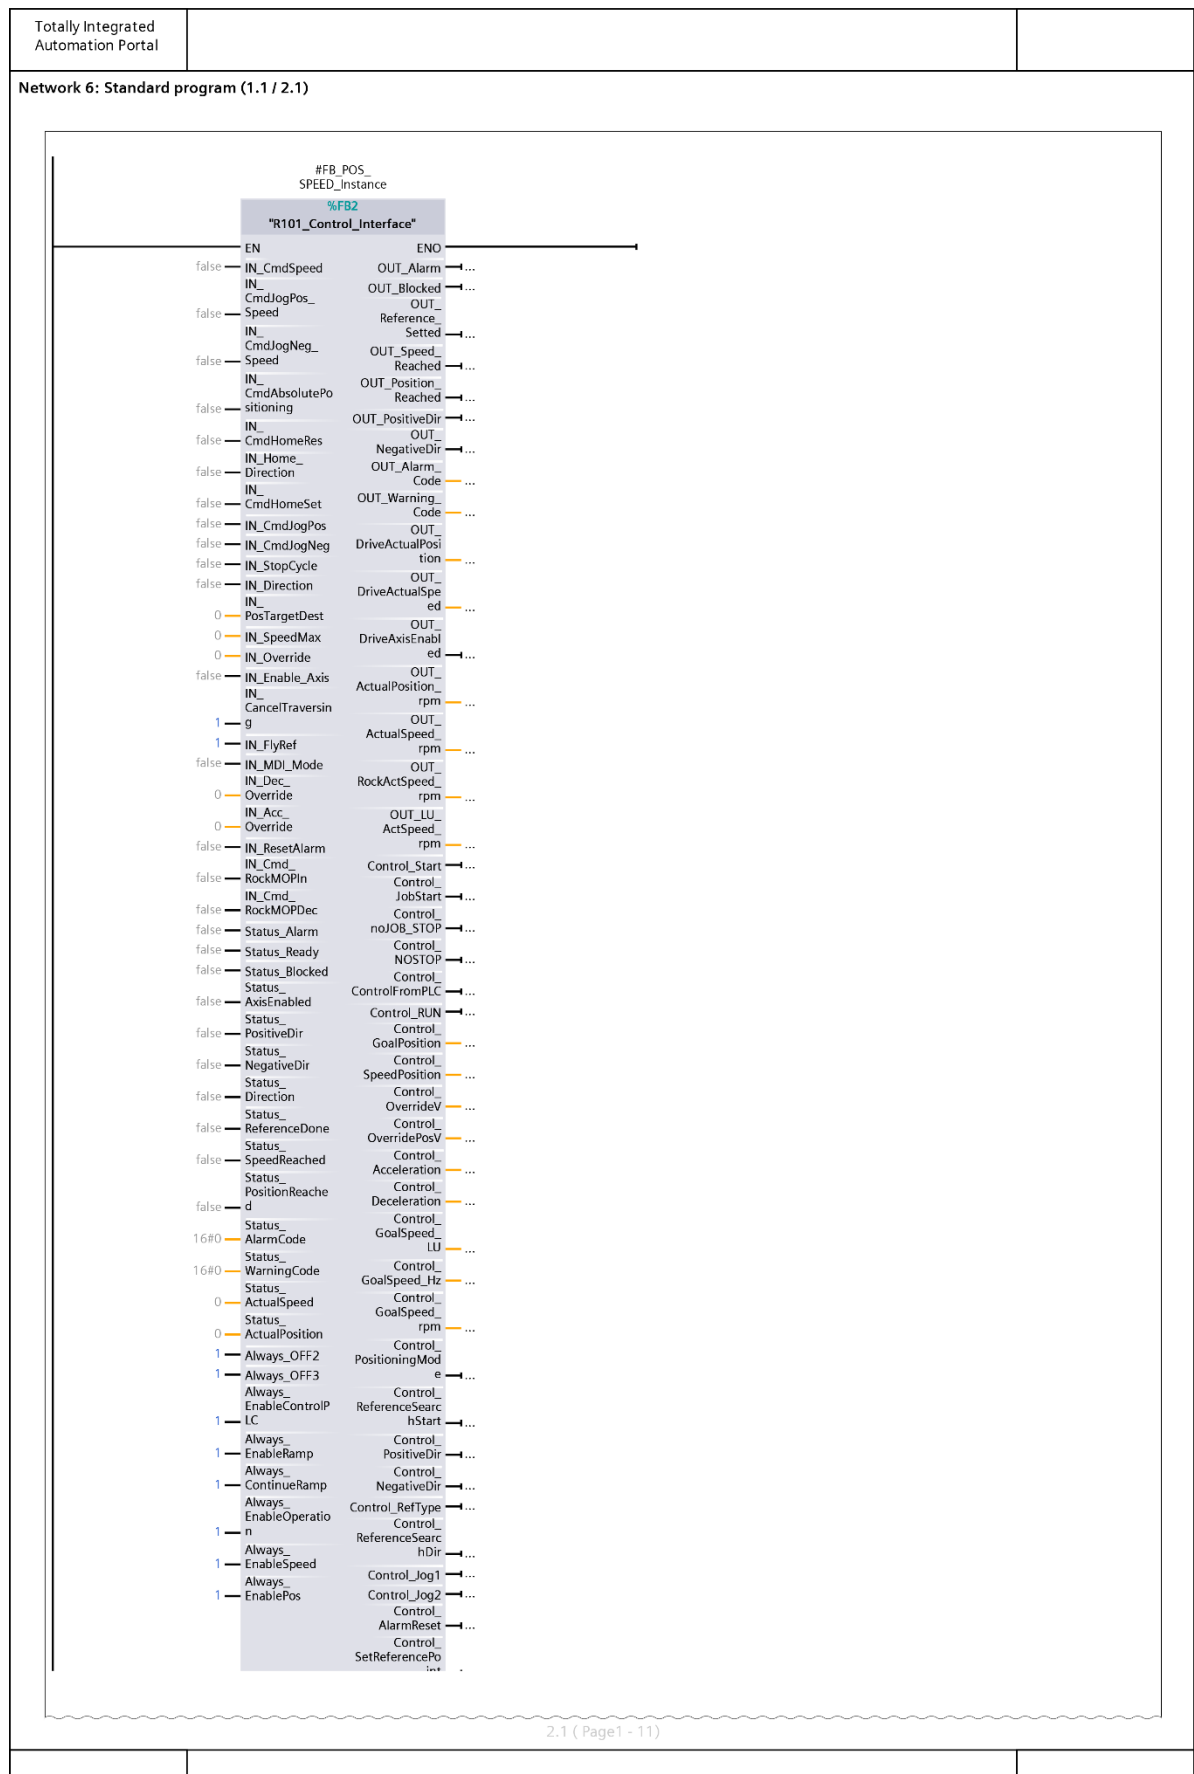 Totally Integrated
Automation Portal
Network 6: Standard program (1.1 / 2.1)
#FB_POS_
SPEED_Instance
%FB2
"R101_Control_Interface"
EN
ENO
false IN_CmdSpeed
OUT_Alarm ...
IN_
CmdJogPos_
false Speed
OUT_Blocked ...
OUT_
Reference_
Setted ...
IN_
CmdJogNeg_
false Speed
OUT_Speed_
Reached ...
IN_
CmdAbsolutePo
false sitioning
OUT_Position_
Reached ...
OUT_PositiveDir ...
IN_
false CmdHomeRes
OUT_
NegativeDir ...
IN_Home_
false Direction
OUT_Alarm_
Code ...
IN_
false CmdHomeSet
OUT_Warning_
Code ...
false IN_CmdJogPos
false IN_CmdJogNeg
false IN_StopCycle
OUT_
DriveActualPosi
tion ...
false IN_Direction
IN_
0 PosTargetDest
OUT_
DriveActualSpe
ed ...
0 IN_SpeedMax
0 IN_Override
OUT_
DriveAxisEnabl
ed ...
false IN_Enable_Axis
IN_
CancelTraversin
1 g
OUT_
ActualPosition_
rpm ...
1 IN_FlyRef
OUT_
ActualSpeed_
rpm ...
false IN_MDI_Mode
IN_Dec_
0 Override
OUT_
RockActSpeed_
rpm ...
IN_Acc_
0 Override
false IN_ResetAlarm
OUT_LU_
ActSpeed_
rpm ...
IN_Cmd_
false RockMOPIn
Control_Start ...
IN_Cmd_
false RockMOPDec
Control_
JobStart ...
false Status_Alarm
Control_
noJOB_STOP ...
false Status_Ready
false Status_Blocked
Control_
NOSTOP ...
Status_
false AxisEnabled
Control_
ControlFromPLC ...
Control_RUN ...
Status_
false PositiveDir
Control_
GoalPosition ...
Status_
false NegativeDir
Control_
SpeedPosition ...
Status_
false Direction
Control_
OverrideV ...
Status_
false ReferenceDone
Control_
OverridePosV ...
Status_
false SpeedReached
Control_
Acceleration ...
Status_
PositionReache
false d
Control_
Deceleration ...
Status_
16#0 AlarmCode
Control_
GoalSpeed_
LU ...
Status_
16#0 WarningCode
Control_
GoalSpeed_Hz ...
Status_
0 ActualSpeed
Control_
GoalSpeed_
rpm ...
Status_
0 ActualPosition
1 Always_OFF2
1 Always_OFF3
Control_
PositioningMod
e ...
Always_
EnableControlP
1 LC
Control_
ReferenceSearc
hStart ...
Always_
1 EnableRamp
Control_
PositiveDir ...
Always_
1 ContinueRamp
Control_
NegativeDir ...
Always_
EnableOperatio
1 n
Control_RefType ...
Control_
ReferenceSearc
hDir ...
Always_
1 EnableSpeed
Control_Jog1 ...
Always_
1 EnablePos
Control_Jog2 ...
Control_
AlarmReset ...
Control_
SetReferencePo
int
2.1 ( Page1 - 11)